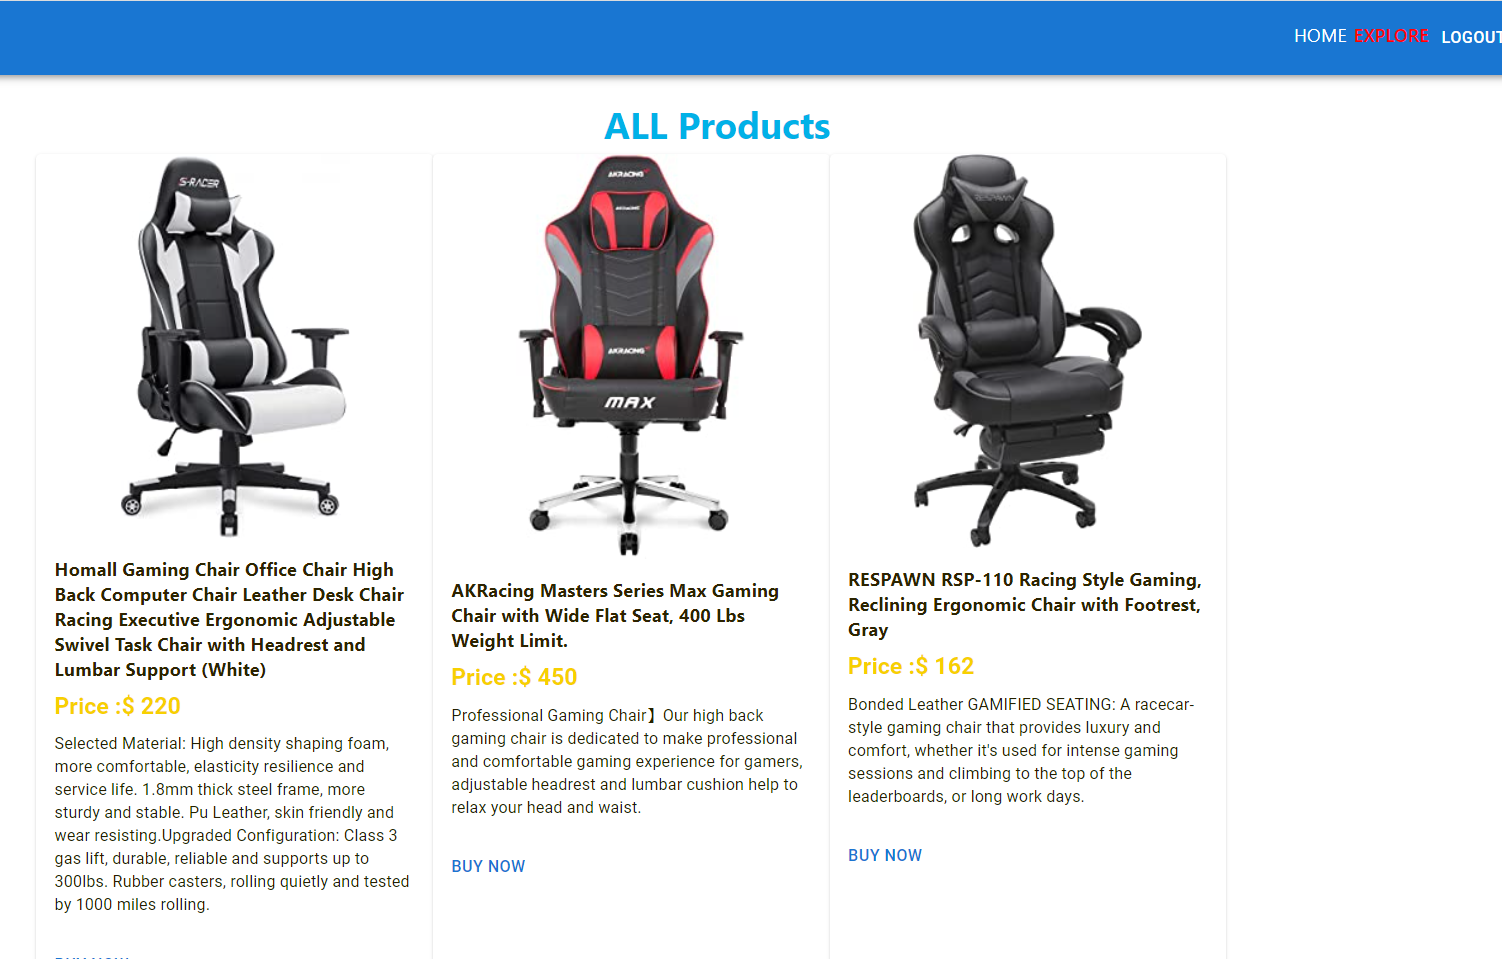 HOME EXPLORE LOGOUT
ALL Products
S-RACER
AKRACING
AKRACING
AKRACING
MAX
RESPAWN
Homall Gaming Chair Office Chair High
Back Computer Chair Leather Desk Chair
Racing Executive Ergonomic Adjustable
Swivel Task Chair with Headrest and
Lumbar Support (White)
Price :$ 220
Selected Material: High density shaping foam,
more comfortable, elasticity resilience and
service life. 1.8mm thick steel frame, more
sturdy and stable. Pu Leather, skin friendly and
wear resisting.Upgraded Configuration: Class 3
gas lift, durable, reliable and supports up to
300lbs. Rubber casters, rolling quietly and tested
by 1000 miles rolling.
AKRacing Masters Series Max Gaming
Chair with Wide Flat Seat, 400 Lbs
Weight Limit.
Price :$ 450
Professional Gaming Chair】Our high back
gaming chair is dedicated to make professional
and comfortable gaming experience for gamers,
adjustable headrest and lumbar cushion help to
relax your head and waist.
BUY NOW
RESPAWN RSP-110 Racing Style Gaming,
Reclining Ergonomic Chair with Footrest,
Gray
Price :$ 162
Bonded Leather GAMIFIED SEATING: A racecar-
style gaming chair that provides luxury and
comfort, whether it's used for intense gaming
sessions and climbing to the top of the
leaderboards, or long work days.
BUY NOW